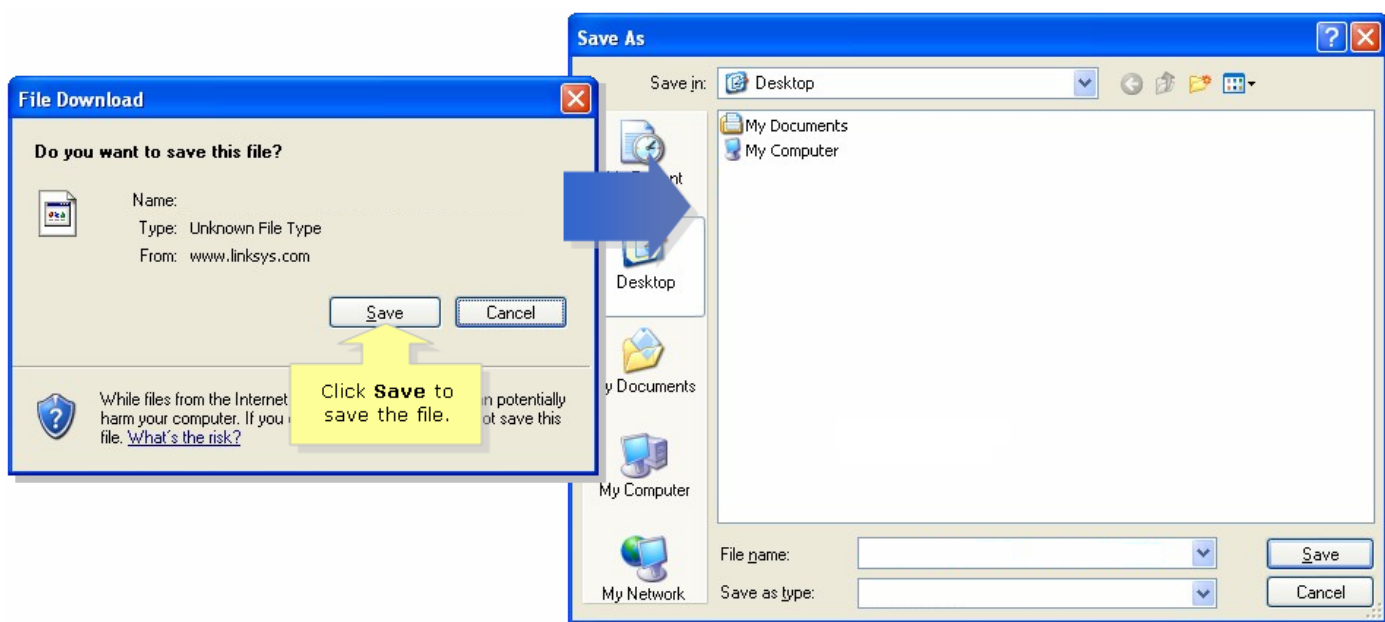 File Download
Do you want to save this file?
Name:
Type: Unknown File Type
From: www.linksys.com
Save Cancel
Click Save to
save the file.
While files from the Internet
potentially
harm your computer. If you
save this
file. What's the risk?
Save As
Save in: Desktop
My Documents
My Computer
Desktop
Documents
My Computer
My Network
File name:
Save as type:
Save
Cancel